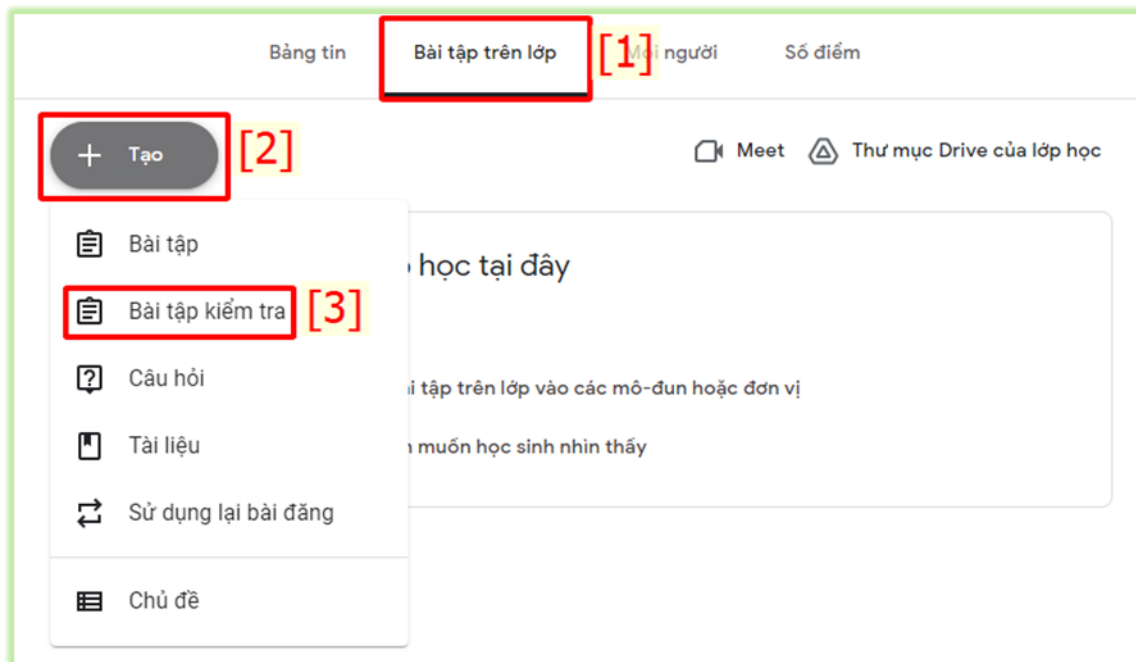 Bảng tin Bài tập trên lớp [1] người Số điểm
+ Tạo [2] Meet Thư mục Drive của lớp học
Bài tập
học tại đây
Bài tập kiểm tra [3]
Câu hỏi
tập trên lớp vào các mô-đun hoặc đơn vị
Tài liệu
muốn học sinh nhìn thấy
Sử dụng lại bài đăng
Chủ đề